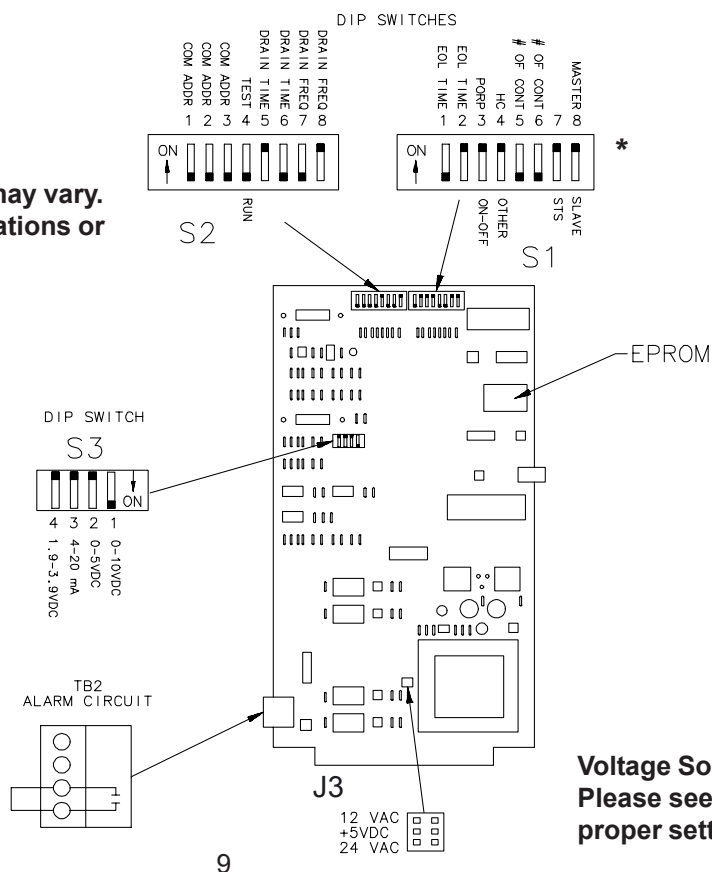 DIP SWITCHES
COM ADDR 1
COM ADDR 2
COM ADDR 3
TEST 4
DRAIN TIME 5
DRAIN TIME 6
DRAIN FREQ 7
DRAIN FREQ 8
EOL TIME 1
EOL TIME 2
PORP 3
HC 4
# OF CONT 5
# OF CONT 6
7
MASTER 8
ON
ON
*
RUN
ON-OFF
OTHER
STS
SLAVE
may vary.
ations or
S2
S1
EPROM
DIP SWITCH
S3
ON
4 3 2 1
1.9-3.9VDC
4-20 mA
0-5VDC
0-10VDC
TB2
ALARM CIRCUIT
J3
12 VAC
+5VDC
24 VAC
Voltage So
Please see
proper sett
9